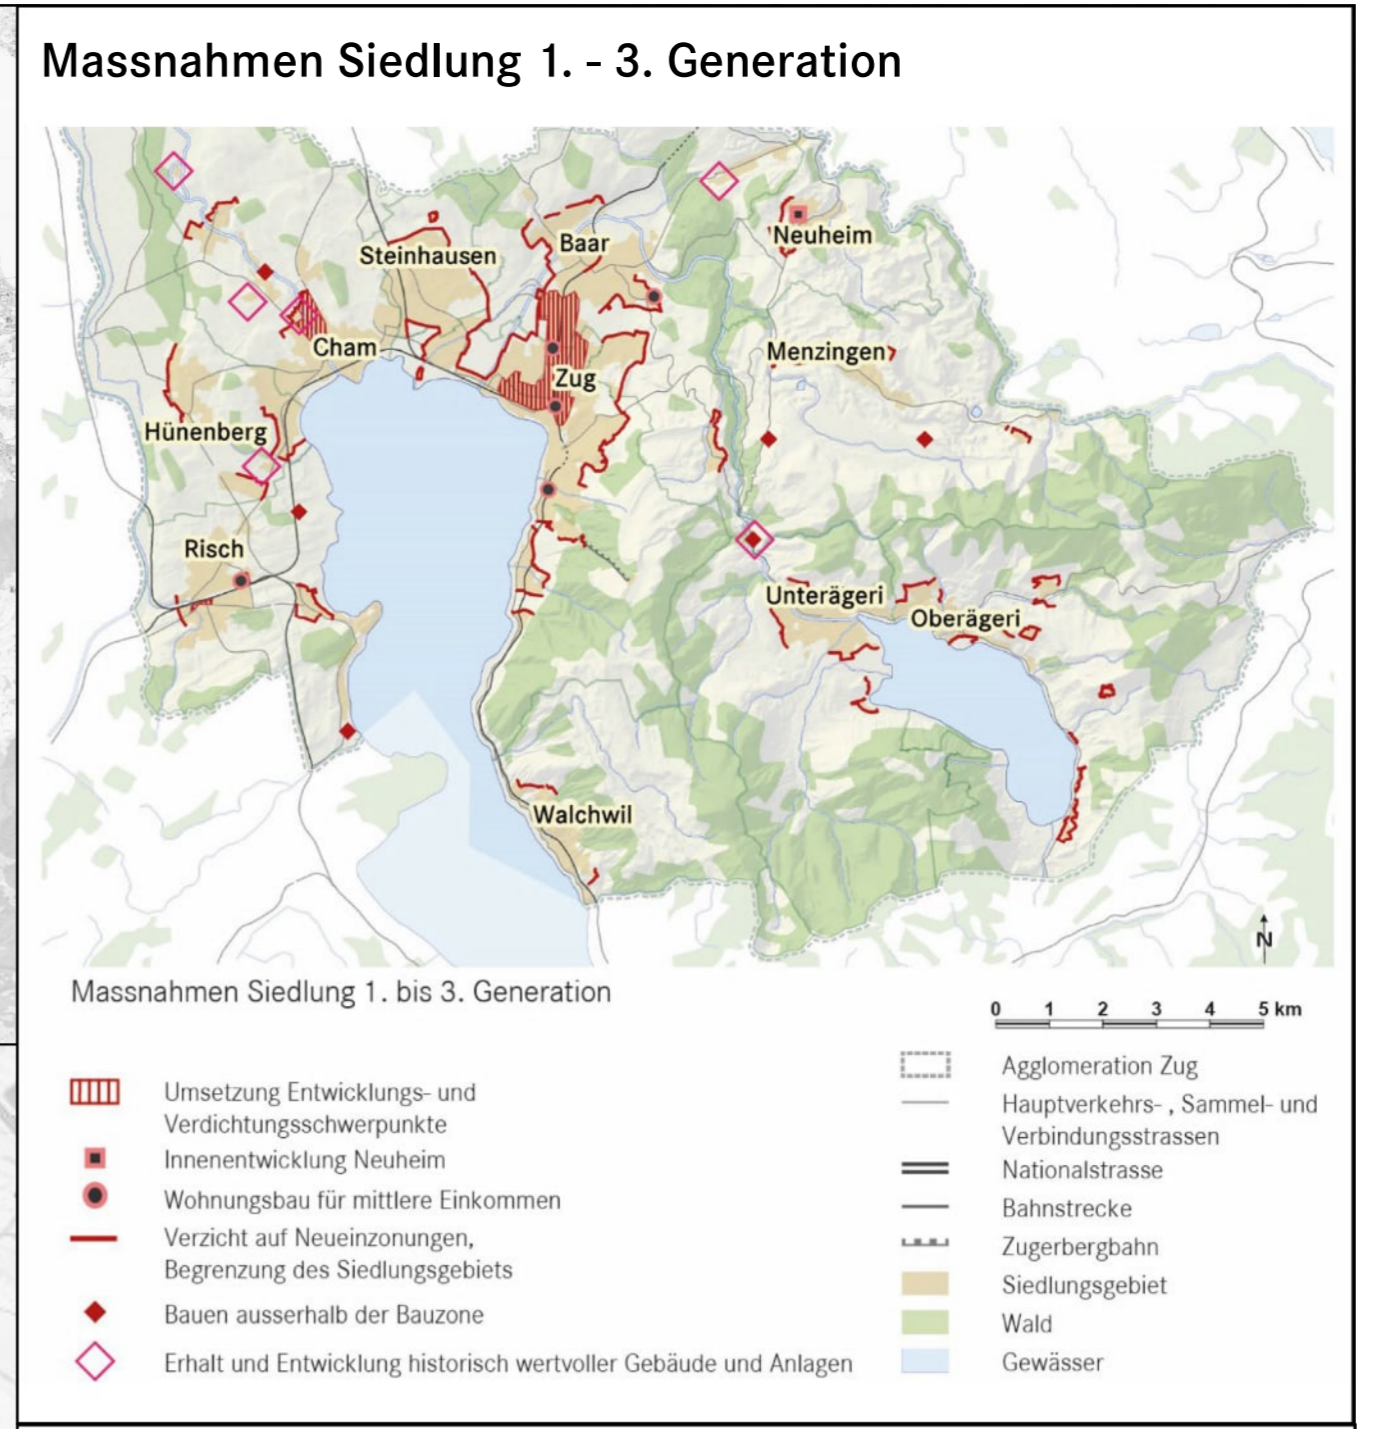 Massnahmen Siedlung 1. - 3. Generation
Neuheim
Baar
Steinhausen
Cham
Menzingen
Zug
Hünenberg
Risch
Unterägeri
Oberägeri
Walchwil
N
Massnahmen Siedlung 1. bis 3. Generation
0 1 2 3 4 5 km
Umsetzung Entwicklungs- und
Verdichtungsschwerpunkte
Innenentwicklung Neuheim
Wohnungsbau für mittlere Einkommen
Verzicht auf Neueinzonungen,
Begrenzung des Siedlungsgebiets
Bauen ausserhalb der Bauzone
Erhalt und Entwicklung historisch wertvoller Gebäude und Anlagen
Agglomeration Zug
Hauptverkehrs- , Sammel- und
Verbindungsstrassen
Nationalstrasse
Bahnstrecke
Zugerbergbahn
Siedlungsgebiet
Wald
Gewässer